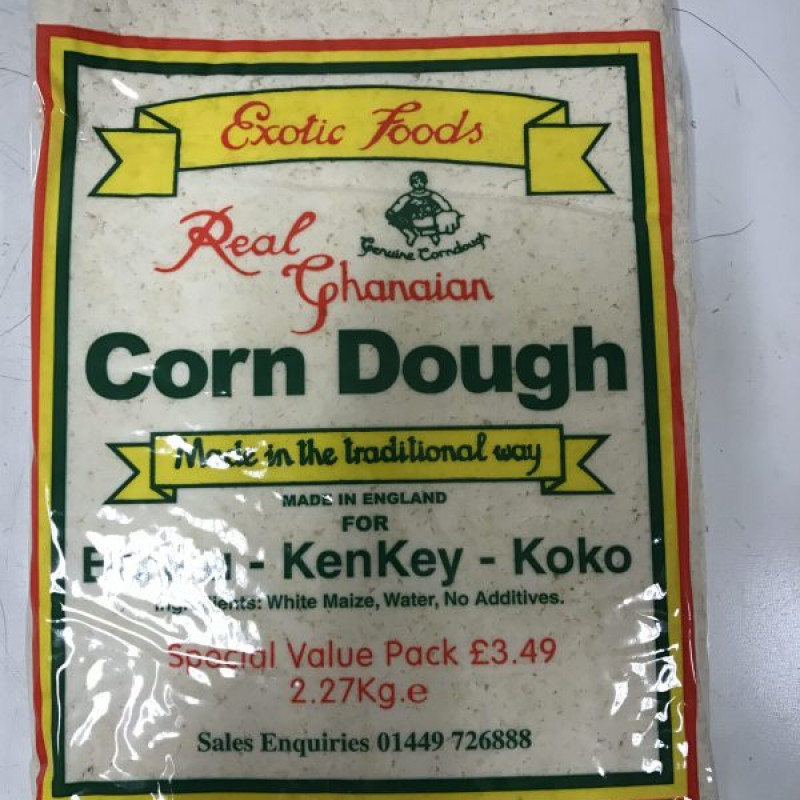 Exotic Foods
Genuine Corndough
Real
Ghanaian
Corn Dough
Made in the traditional way
MADE IN ENGLAND
FOR
- KenKey - Koko
Ingredients: White Maize, Water, No Additives.
Special Value Pack £3.49
2.27Kg.e
Sales Enquiries 01449 726888